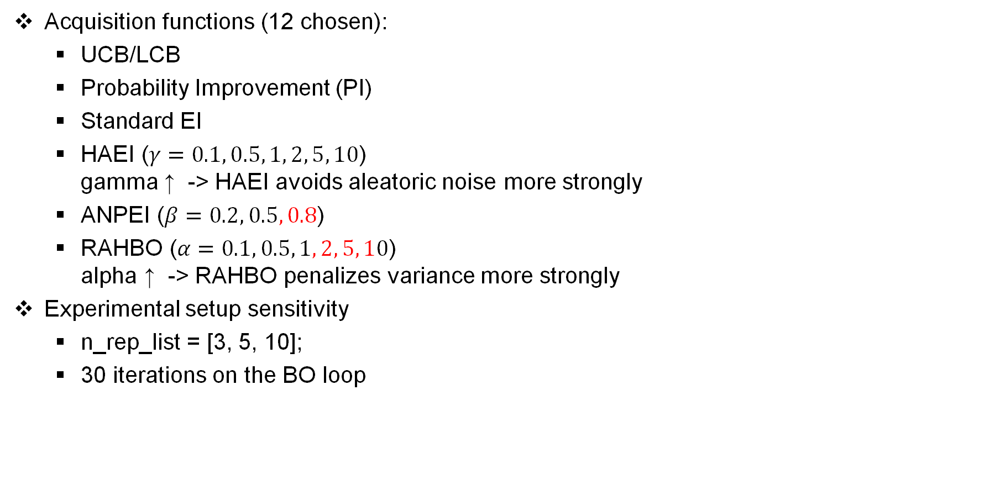 ❖ Acquisition functions (12 chosen):
▪ UCB/LCB
▪ Probability Improvement (PI)
▪ Standard EI
▪ HAEI (𝛾 = 0.1, 0.5, 1, 2, 5, 10)
gamma ↑ -> HAEI avoids aleatoric noise more strongly
▪ ANPEI (𝛽 = 0.2, 0.5, 0.8)
▪ RAHBO (𝛼 = 0.1, 0.5, 1, 2, 5, 10)
alpha ↑ -> RAHBO penalizes variance more strongly
❖ Experimental setup sensitivity
▪ n_rep_list = [3, 5, 10];
▪ 30 iterations on the BO loop